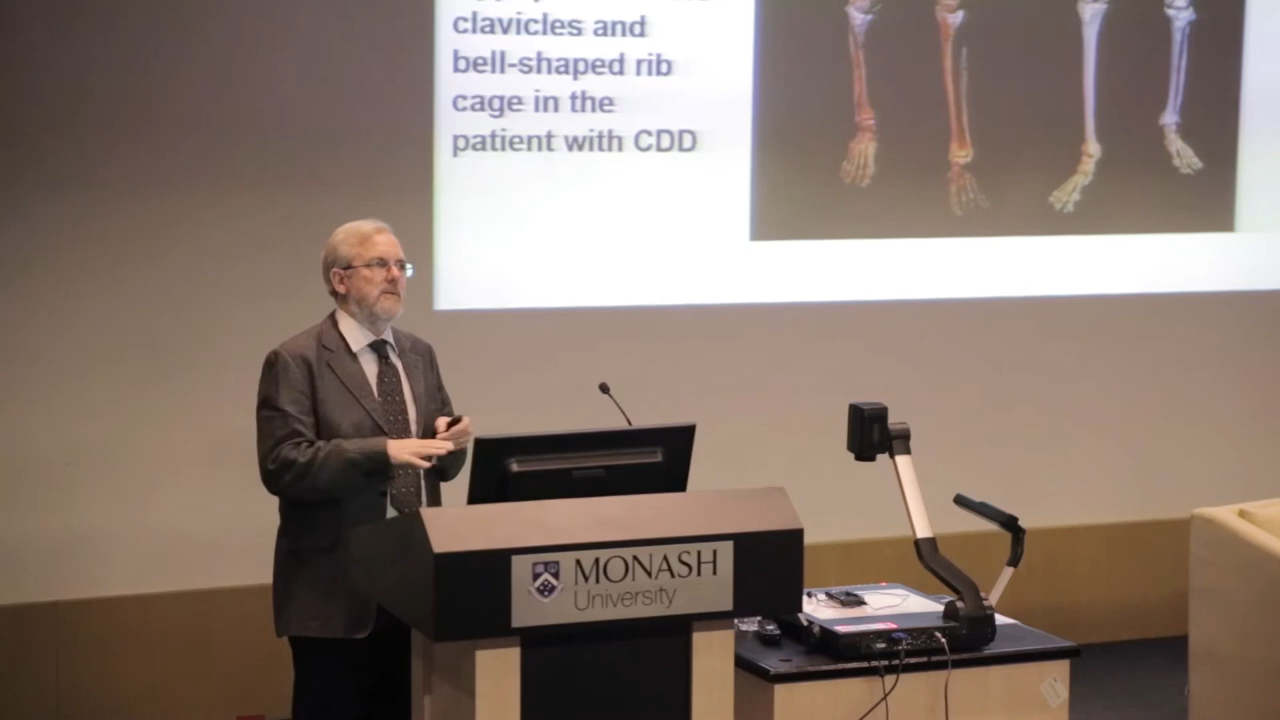 clavicles and
bell-shaped rib
cage in the
patient with CDD
MONASH
University